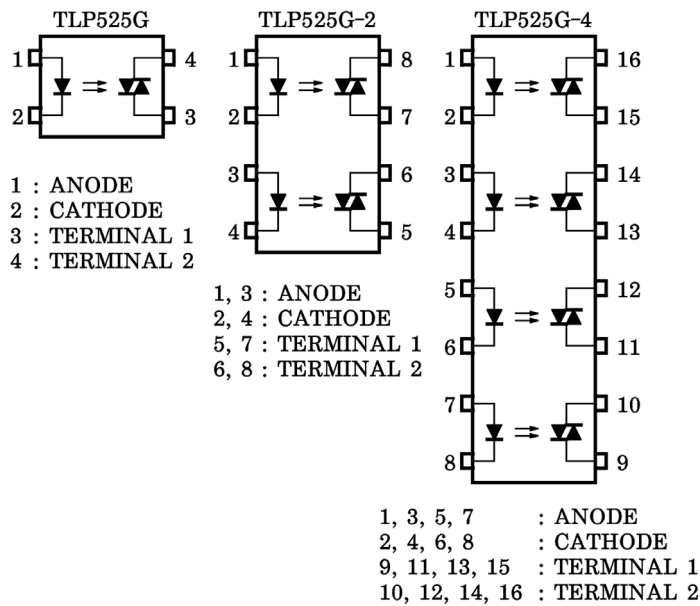 TLP525G
1
4
2
3
1 : ANODE
2 : CATHODE
3 : TERMINAL 1
4 : TERMINAL 2
TLP525G-2
1
8
2
7
3
6
4
5
1, 3 : ANODE
2, 4 : CATHODE
5, 7 : TERMINAL 1
6, 8 : TERMINAL 2
TLP525G-4
1
16
2
15
3
14
4
13
5
12
6
11
7
10
8
9
1, 3, 5, 7 : ANODE
2, 4, 6, 8 : CATHODE
9, 11, 13, 15 : TERMINAL 1
10, 12, 14, 16 : TERMINAL 2